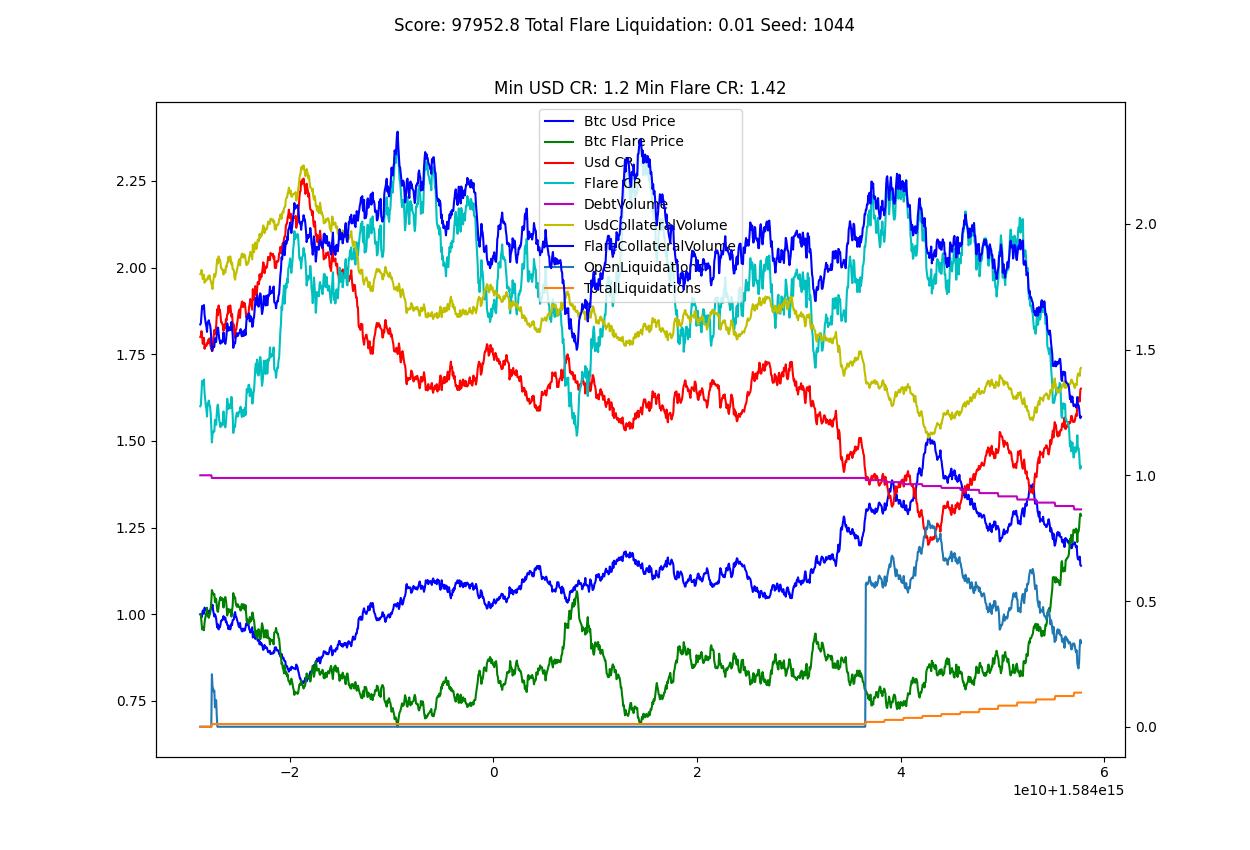 Score: 97952.8 Total Flare Liquidation: 0.01 Seed: 1044
Min USD CR: 1.2 Min Flare CR: 1.42
Btc Usd Price
Btc Flare Price
Usd CR
Flare CR
DebtVolume
UsdCollateralVolume
FlareCollateralVolume
OpenLiquidations
TotalLiquidations
2.25
2.00
1.75
1.50
1.25
1.00
0.75
2.0
1.5
1.0
0.5
0.0
−2
0
2
4
6
1e10+1.584e15